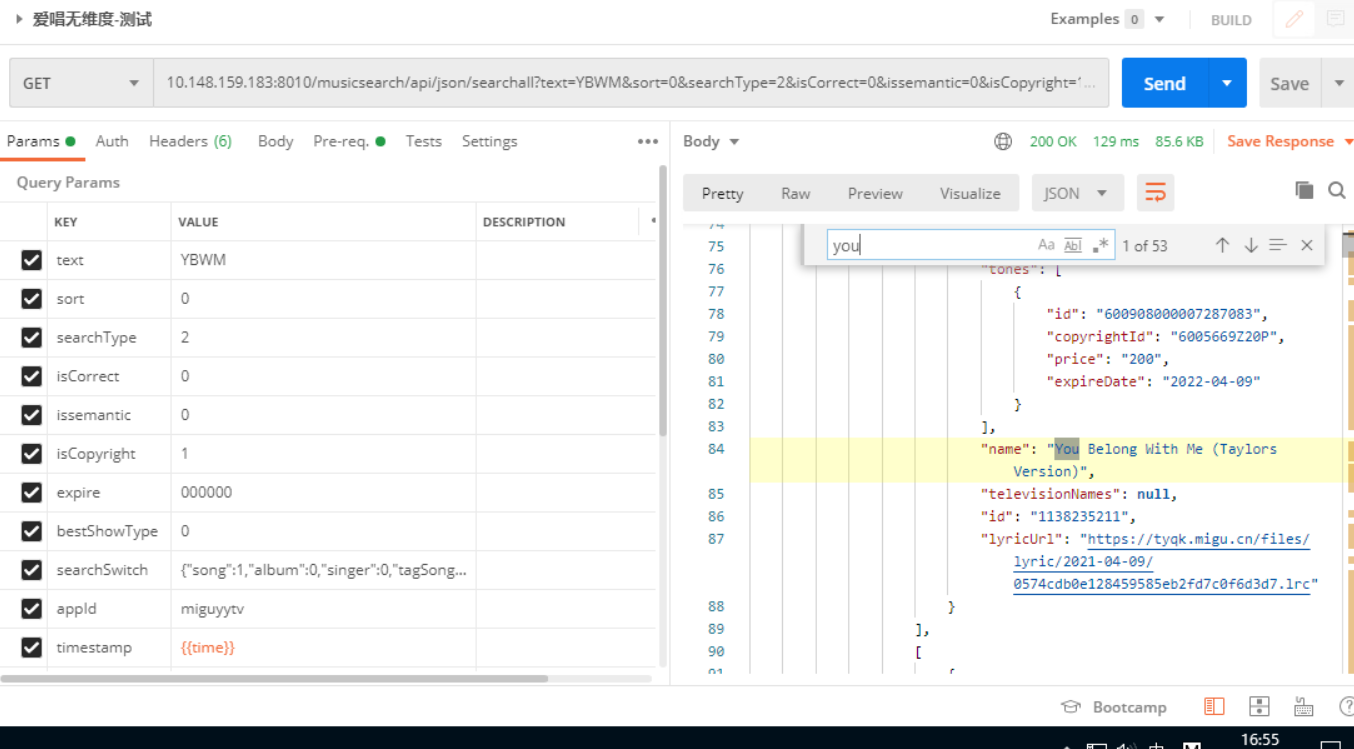 爱唱无维度-测试
Examples 0
BUILD
GET
10.148.159.183:8010/musicsearch/api/json/searchall?text=YBWM&sort=0&searchType=2&isCorrect=0&issemantic=0&isCopyright=1...
Send
Save
Params
Auth
Headers (6)
Body
Pre-req.
Tests
Settings
Body
200 OK
129 ms
85.6 KB
Save Response
Query Params
Pretty
Raw
Preview
Visualize
JSON
KEY VALUE DESCRIPTION
text YBWM
sort 0
searchType 2
isCorrect 0
issemantic 0
isCopyright 1
expire 000000
bestShowType 0
searchSwitch {"song":1,"album":0,"singer":0,"tagSong...
appId miguyytv
timestamp {{time}}
you
Aa Abl .* 1 of 53
74
75
76 "tones": [
77 {
78 "id": "600908000007287083",
79 "copyrightId": "6005669Z20P",
80 "price": "200",
81 "expireDate": "2022-04-09"
82 }
83 ],
84 "name": "You Belong With Me (Taylors
Version)",
85 "televisionNames": null,
86 "id": "1138235211",
87 "lyricUrl": "https://tyqk.migu.cn/files/
lyric/2021-04-09/
0574cdb0e128459585eb2fd7c0f6d3d7.lrc"
88 }
89 ],
90 [
91 {
Bootcamp
中
16:55